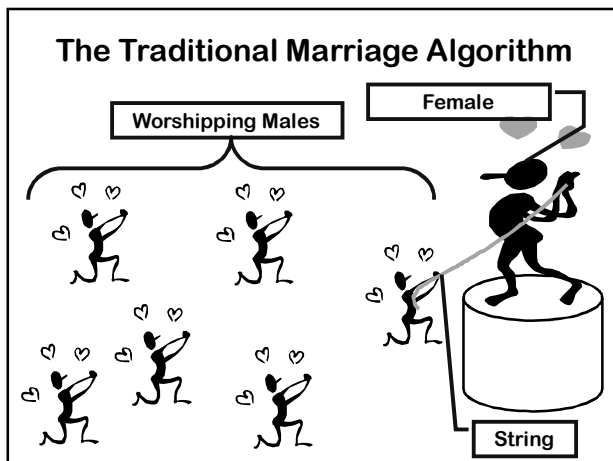 The Traditional Marriage Algorithm
Female
Worshipping Males
String